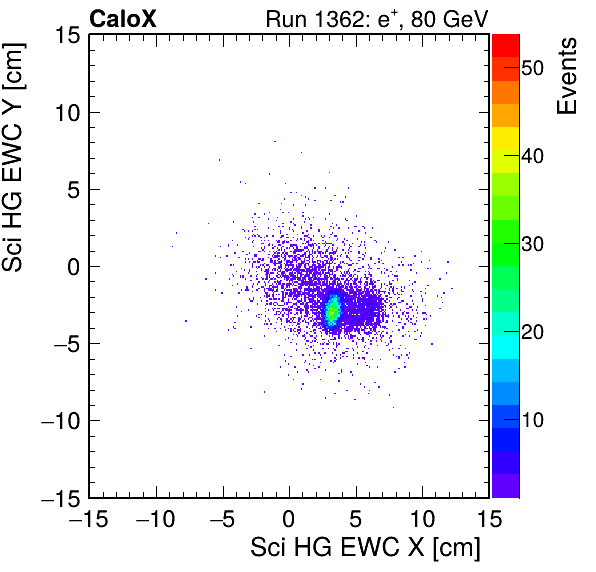 CaloX Run 1362: e⁺, 80 GeV
Sci HG EWC Y [cm]
15
10
5
0
−5
−10
−15
−15 −10 −5 0 5 10 15
Sci HG EWC X [cm]
50
40
30
20
10
Events